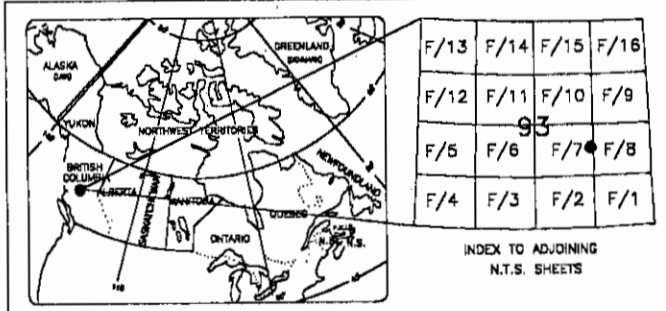 ALASKA
YUKON
NORTHWEST TERRITORIES
GREENLAND
BRITISH
COLUMBIA
ALBERTA
SASKATCHEWAN
MANITOBA
ONTARIO
QUEBEC
NEWFOUNDLAND
N.S.
F/13 F/14 F/15 F/16
F/12 F/11 F/10 F/9
93
F/5 F/6 F/7 F/8
F/4 F/3 F/2 F/1
INDEX TO ADJOINING
N.T.S. SHEETS